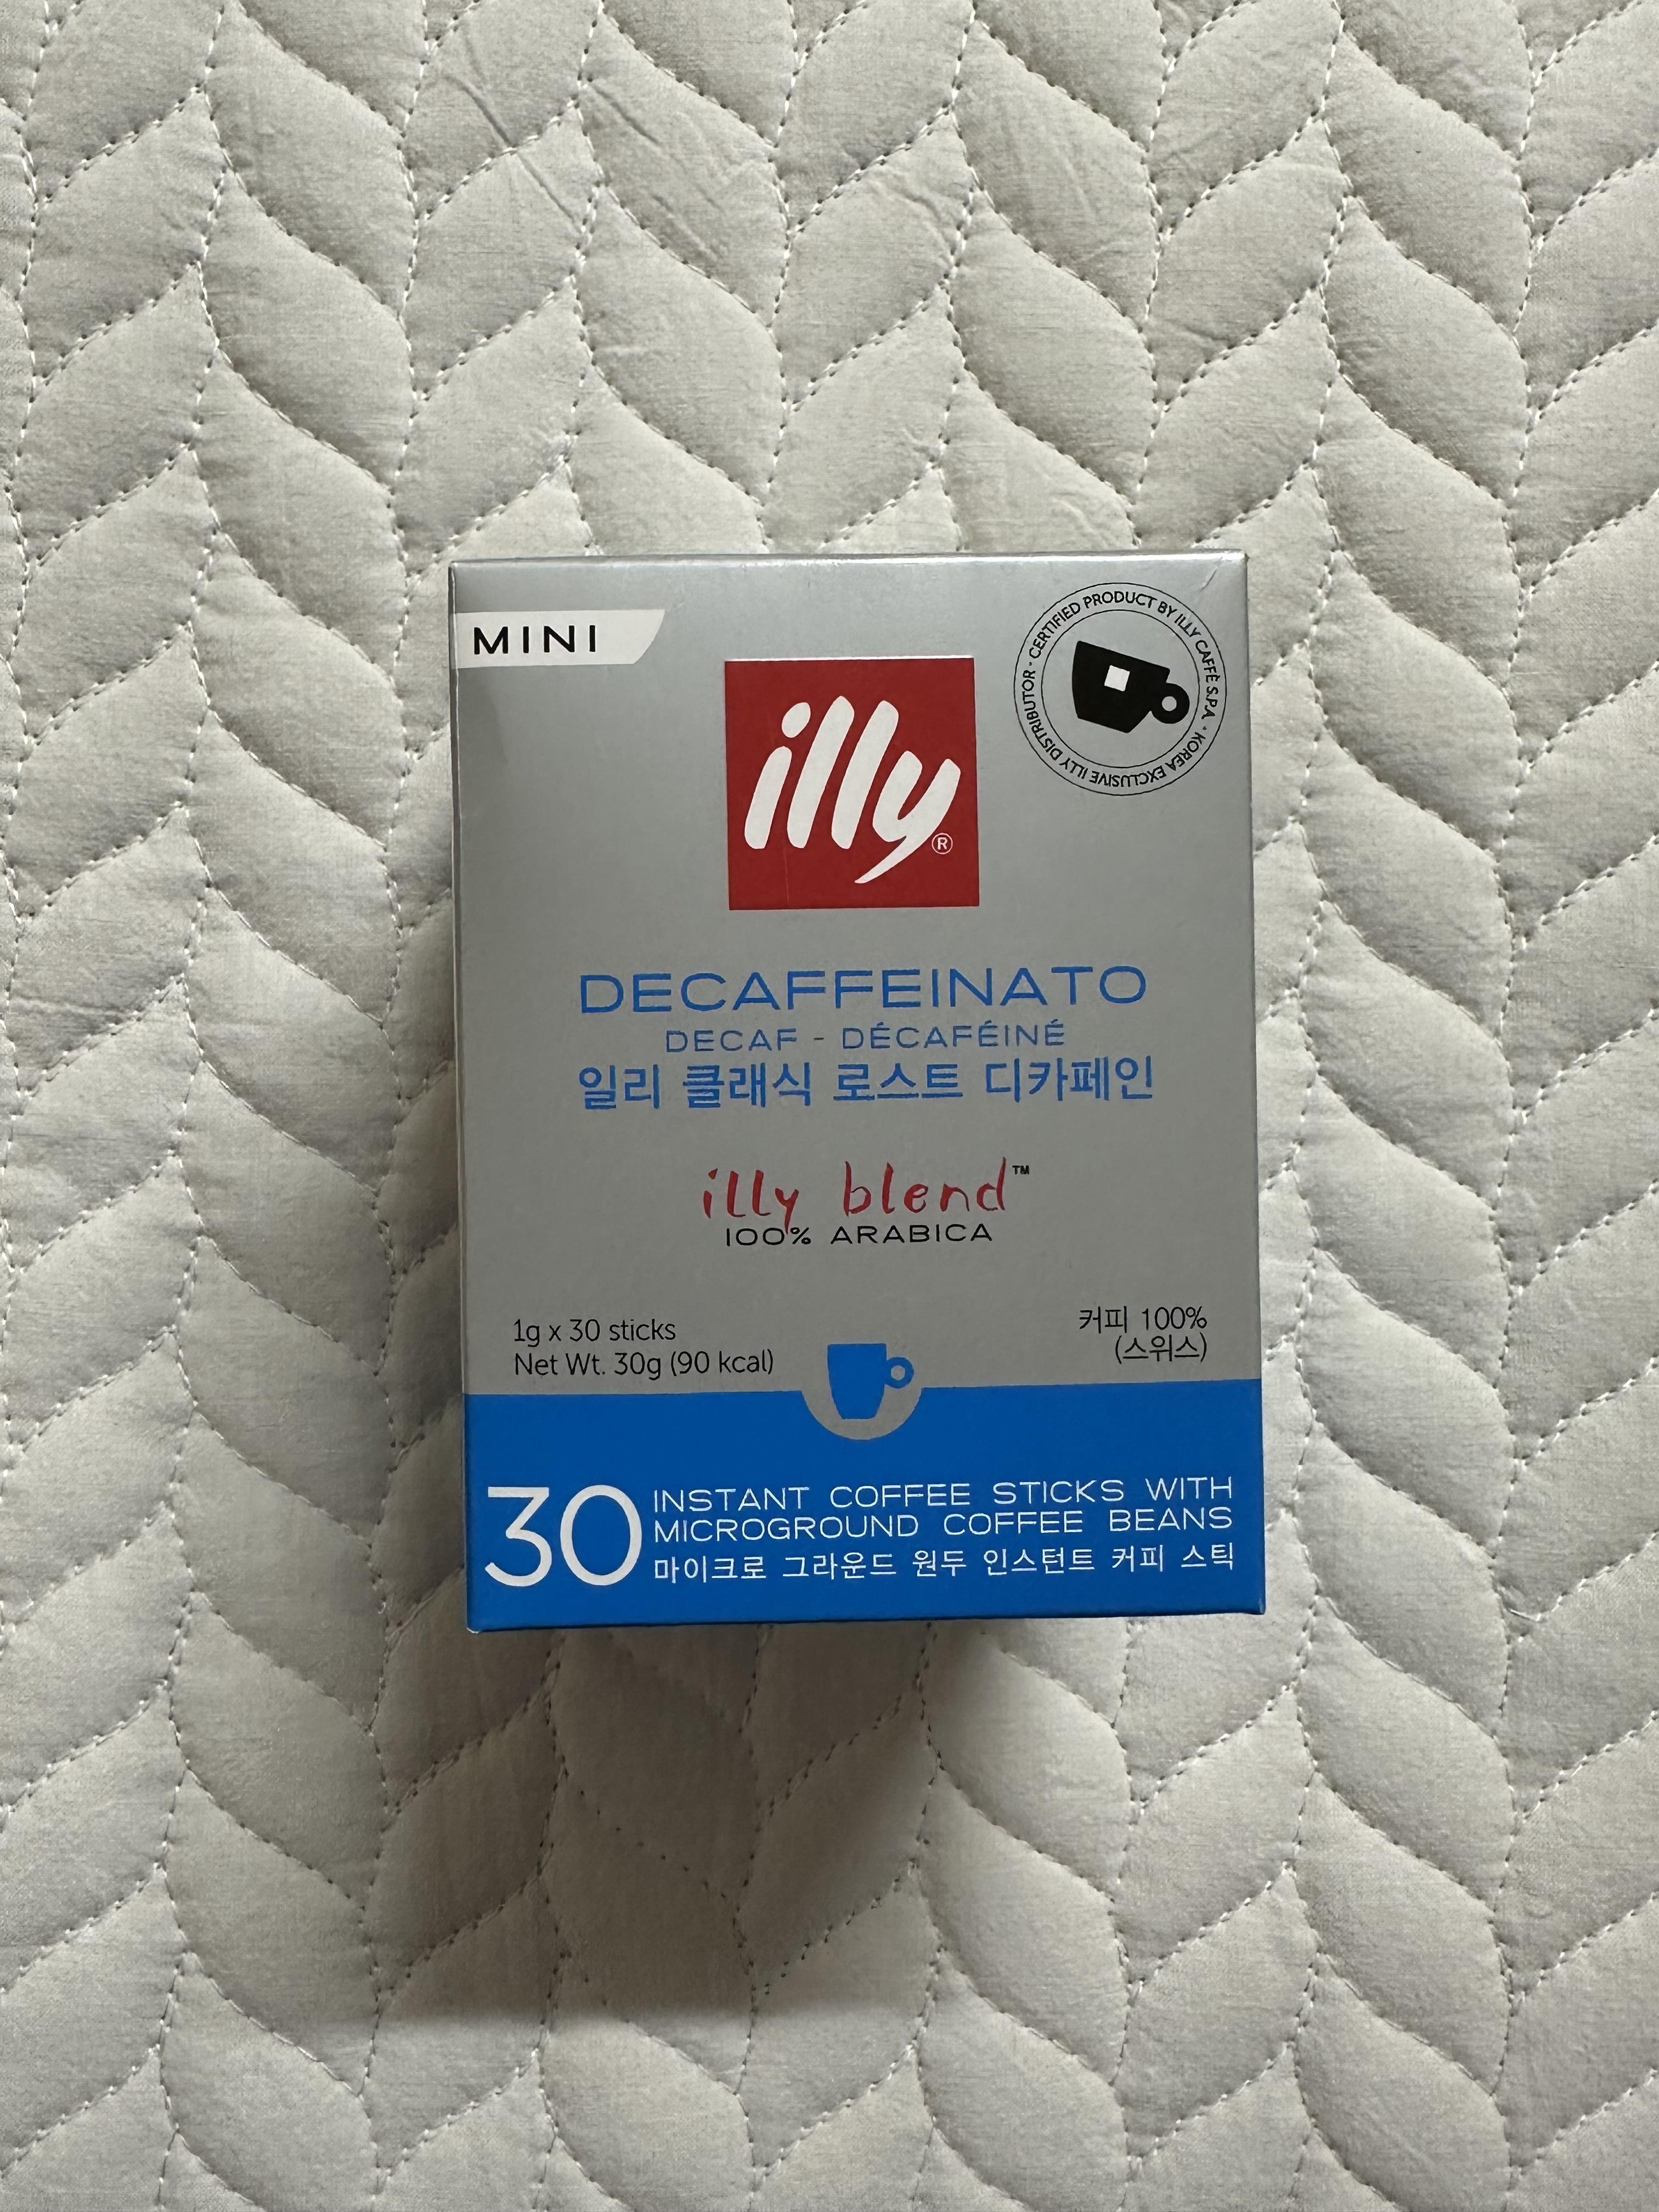 MINI
CERTIFIED PRODUCT BY ILLY CAFFÈ S.P.A. · KOREA EXCLUSIVE ILLY DISTRIBUTOR ·
illy®
DECAFFEINATO
DECAF - DÉCAFÉINÉ
일리 클래식 로스트 디카페인
illy blend™
100% ARABICA
1g x 30 sticks
Net Wt. 30g (90 kcal)
커피 100%
(스위스)
30
INSTANT COFFEE STICKS WITH
MICROGROUND COFFEE BEANS
마이크로 그라운드 원두 인스턴트 커피 스틱